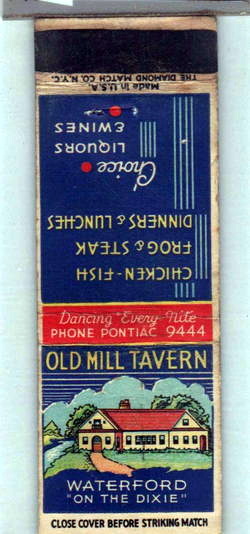 Made in U.S.A.
THE DIAMOND MATCH CO. N.Y.C.
CHICKEN - FISH
FROG & STEAK
DINNERS & LUNCHES
Choice
LIQUORS
& WINES
Dancing Every Nite
PHONE PONTIAC 9444
OLD MILL TAVERN
WATERFORD
"ON THE DIXIE"
CLOSE COVER BEFORE STRIKING MATCH